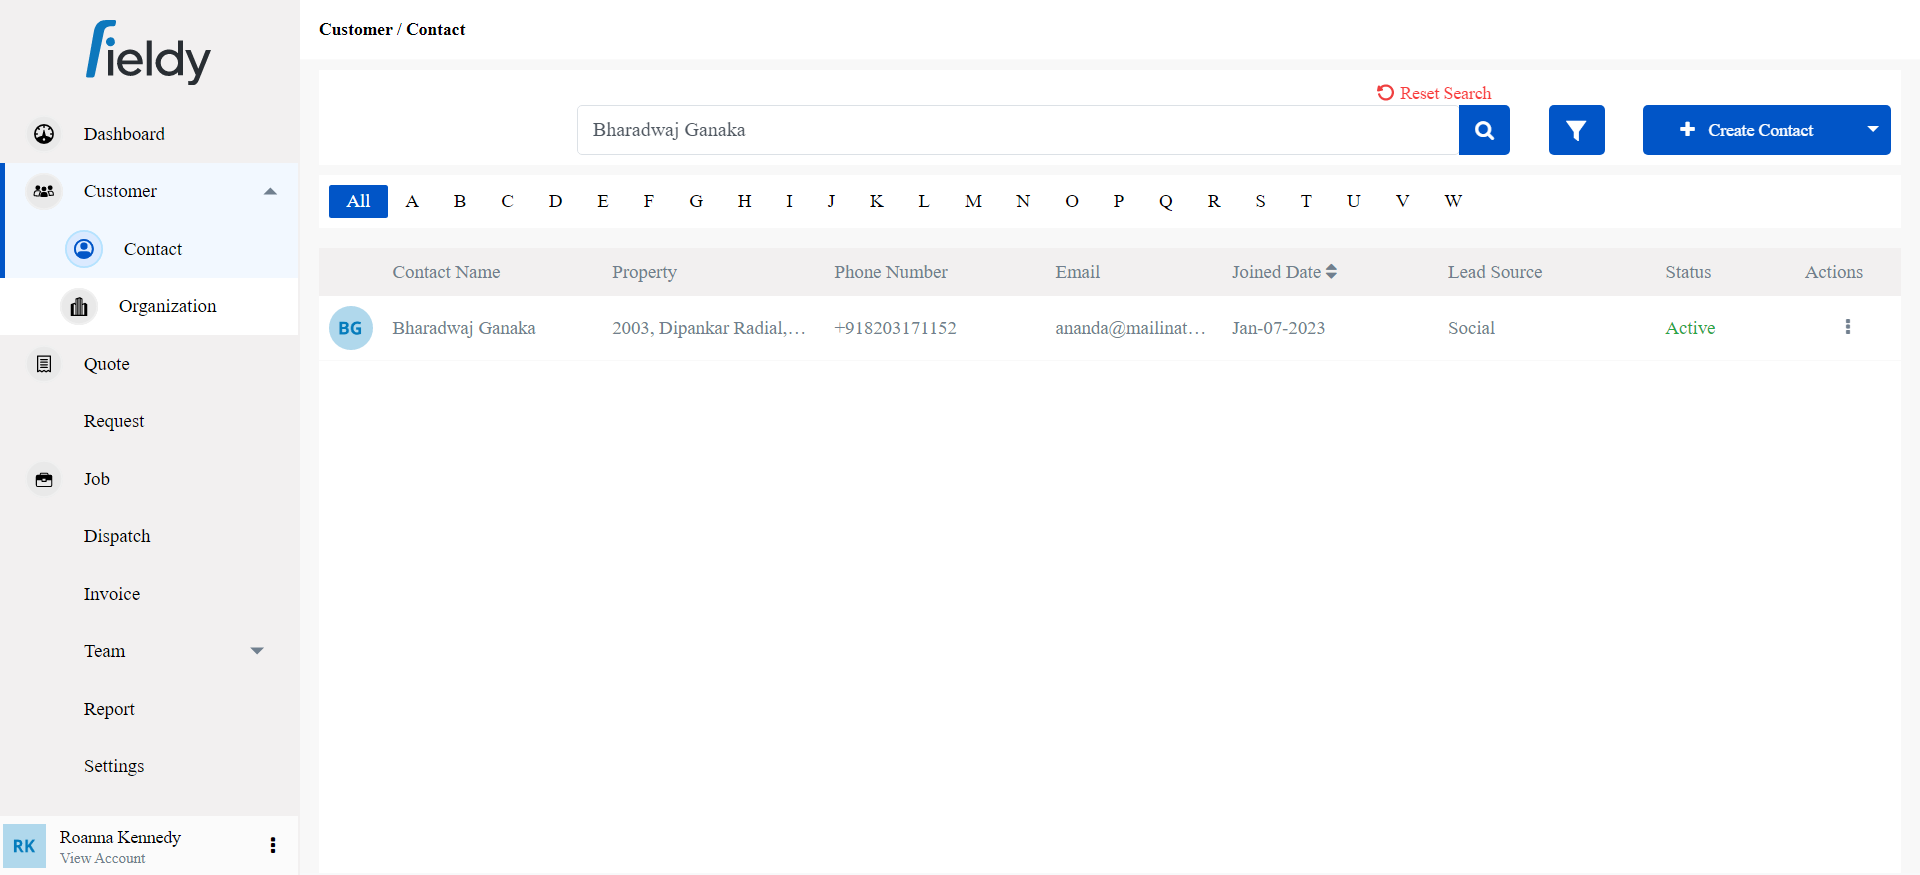 fieldy
Dashboard
Customer
Contact
Organization
Quote
Request
Job
Dispatch
Invoice
Team
Report
Settings
RK
Roanna Kennedy
View Account
Customer / Contact
Reset Search
Bharadwaj Ganaka
Create Contact
All A B C D E F G H I J K L M N O P Q R S T U V W
Contact Name Property Phone Number Email Joined Date Lead Source Status Actions
BG Bharadwaj Ganaka 2003, Dipankar Radial,... +918203171152 ananda@mailinat... Jan-07-2023 Social Active